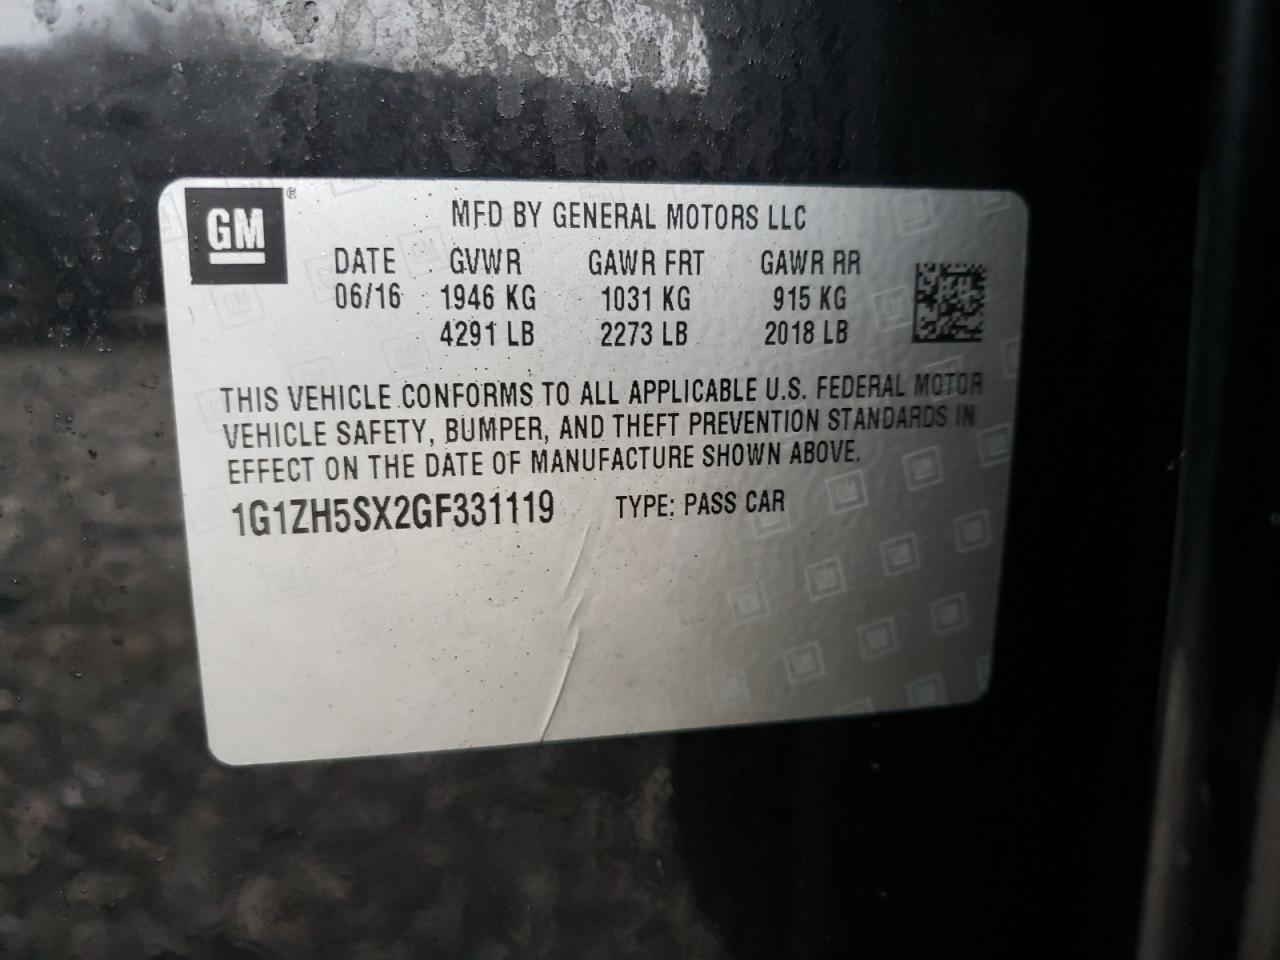 GM ®
MFD BY GENERAL MOTORS LLC
DATE GVWR GAWR FRT GAWR RR
06/16 1946 KG 1031 KG 915 KG
4291 LB 2273 LB 2018 LB
THIS VEHICLE CONFORMS TO ALL APPLICABLE U.S. FEDERAL MOTOR
VEHICLE SAFETY, BUMPER, AND THEFT PREVENTION STANDARDS IN
EFFECT ON THE DATE OF MANUFACTURE SHOWN ABOVE.
1G1ZH5SX2GF331119 TYPE: PASS CAR